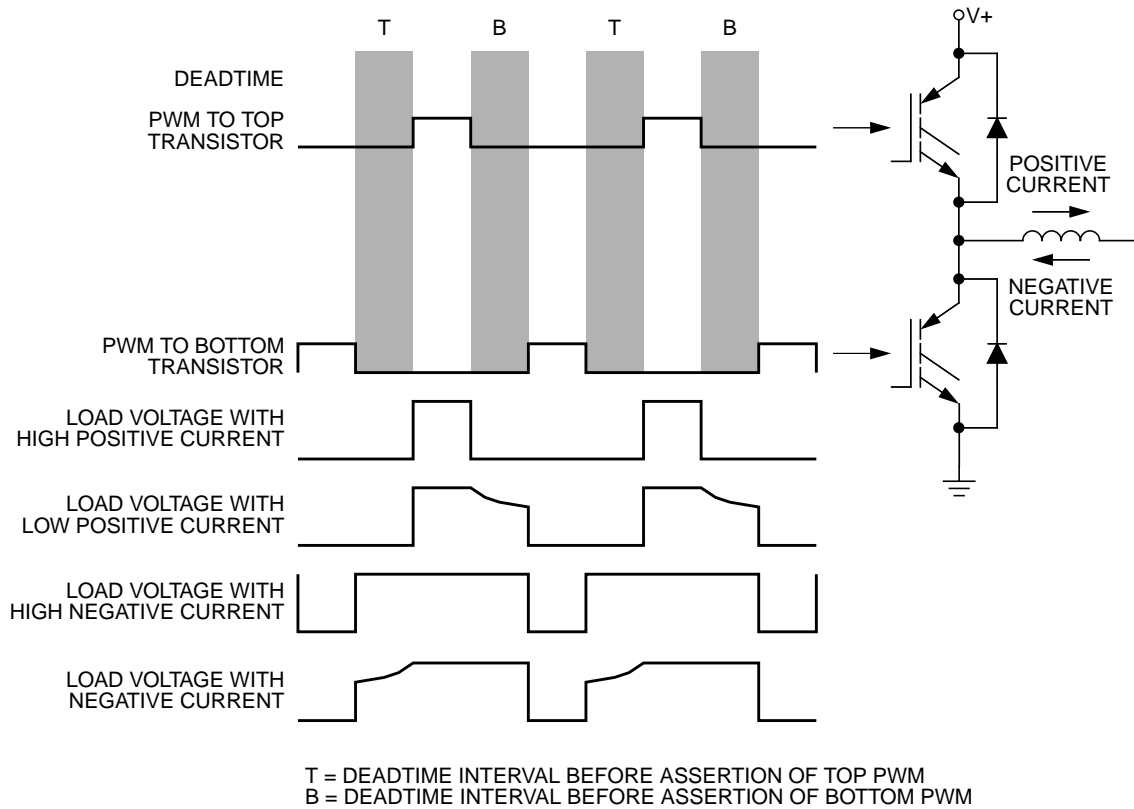 T B T B
V+
DEADTIME
PWM TO TOP
TRANSISTOR
POSITIVE
CURRENT
NEGATIVE
CURRENT
PWM TO BOTTOM
TRANSISTOR
LOAD VOLTAGE WITH
HIGH POSITIVE CURRENT
LOAD VOLTAGE WITH
LOW POSITIVE CURRENT
LOAD VOLTAGE WITH
HIGH NEGATIVE CURRENT
LOAD VOLTAGE WITH
NEGATIVE CURRENT
T = DEADTIME INTERVAL BEFORE ASSERTION OF TOP PWM
B = DEADTIME INTERVAL BEFORE ASSERTION OF BOTTOM PWM